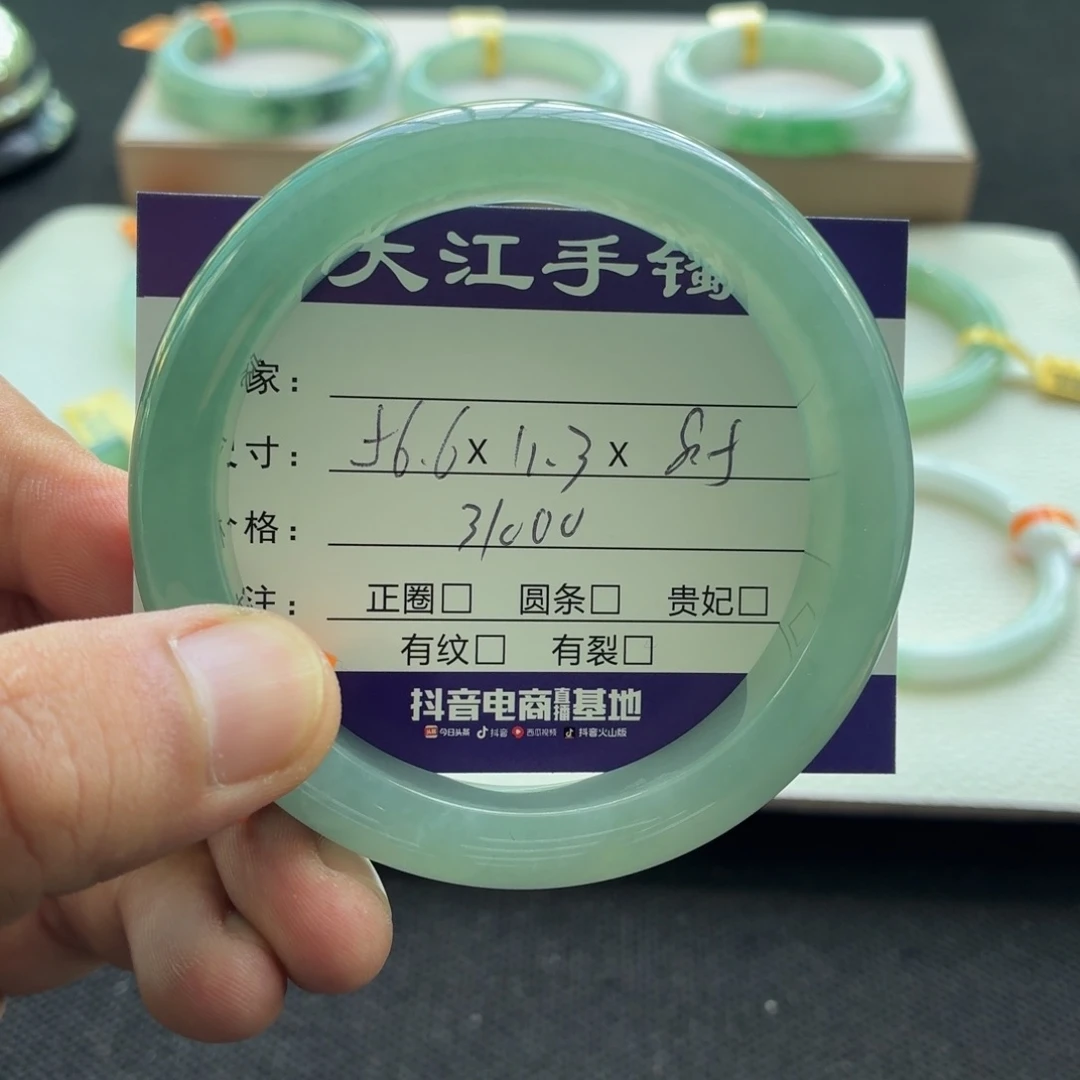 大江手镯
家：
寸： 56.6 x 11.3 x 8.5
格： 31000
注： 正圈□ 圆条□ 贵妃□
有纹□ 有裂□
抖音电商直播基地
今日头条 抖音 西瓜视频 抖音火山版